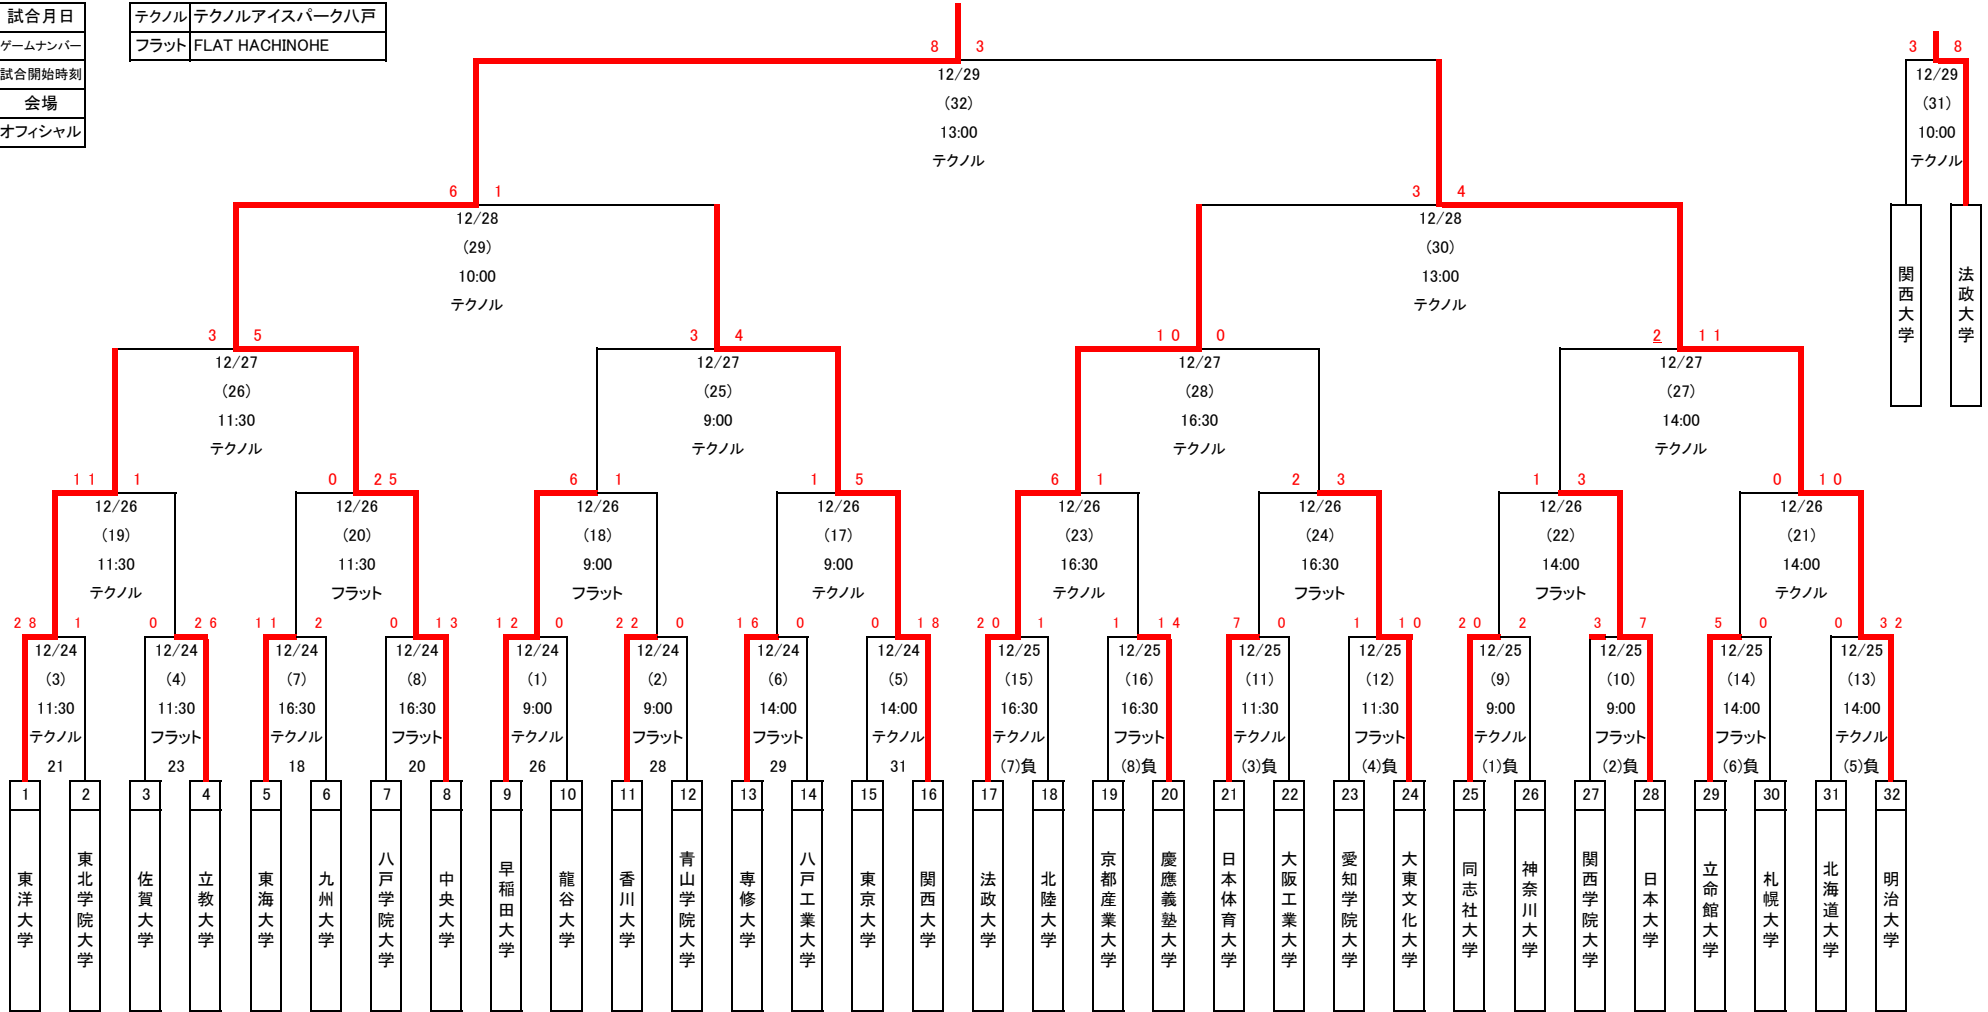 試合月日
ゲームナンバー
試合開始時刻
会場
オフィシャル
テクノル テクノルアイスパーク八戸
フラット FLAT HACHINOHE
8 3
12/29
(32)
13:00
テクノル
3 8
12/29
(31)
10:00
テクノル
関西大学
法政大学
6 1
12/28
(29)
10:00
テクノル
3 4
12/28
(30)
13:00
テクノル
3 5
12/27
(26)
11:30
テクノル
3 4
12/27
(25)
9:00
テクノル
10 0
12/27
(28)
16:30
テクノル
2 11
12/27
(27)
14:00
テクノル
11 1
12/26
(19)
11:30
テクノル
0 25
12/26
(20)
11:30
フラット
6 1
12/26
(18)
9:00
フラット
1 5
12/26
(17)
9:00
テクノル
6 1
12/26
(23)
16:30
テクノル
2 3
12/26
(24)
16:30
フラット
1 3
12/26
(22)
14:00
フラット
0 10
12/26
(21)
14:00
テクノル
28 1
12/24
(3)
11:30
テクノル
21
0 26
12/24
(4)
11:30
フラット
23
11 2
12/24
(7)
16:30
テクノル
18
0 13
12/24
(8)
16:30
フラット
20
12 0
12/24
(1)
9:00
テクノル
26
22 0
12/24
(2)
9:00
フラット
28
16 0
12/24
(6)
14:00
フラット
29
0 18
12/24
(5)
14:00
テクノル
31
20 1
12/25
(15)
16:30
テクノル
(7)負
1 14
12/25
(16)
16:30
フラット
(8)負
7 0
12/25
(11)
11:30
テクノル
(3)負
1 10
12/25
(12)
11:30
フラット
(4)負
20 2
12/25
(9)
9:00
テクノル
(1)負
3 7
12/25
(10)
9:00
フラット
(2)負
5 0
12/25
(14)
14:00
フラット
(6)負
0 32
12/25
(13)
14:00
テクノル
(5)負
1 東洋大学
2 東北学院大学
3 佐賀大学
4 立教大学
5 東海大学
6 九州大学
7 八戸学院大学
8 中央大学
9 早稲田大学
10 龍谷大学
11 香川大学
12 青山学院大学
13 専修大学
14 八戸工業大学
15 東京大学
16 関西大学
17 法政大学
18 北陸大学
19 京都産業大学
20 慶應義塾大学
21 日本体育大学
22 大阪工業大学
23 愛知学院大学
24 大東文化大学
25 同志社大学
26 神奈川大学
27 関西学院大学
28 日本大学
29 立命館大学
30 札幌大学
31 北海道大学
32 明治大学